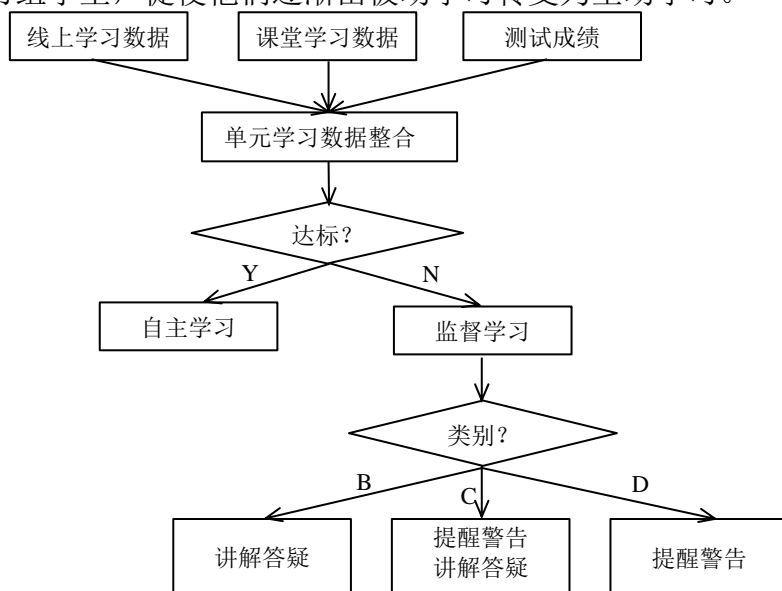 组学生，促使他们逐渐由被动学习转变为主动学习。
线上学习数据 课堂学习数据 测试成绩
单元学习数据整合
达标？
Y N
自主学习 监督学习
类别？
B C D
讲解答疑
提醒警告
讲解答疑
提醒警告